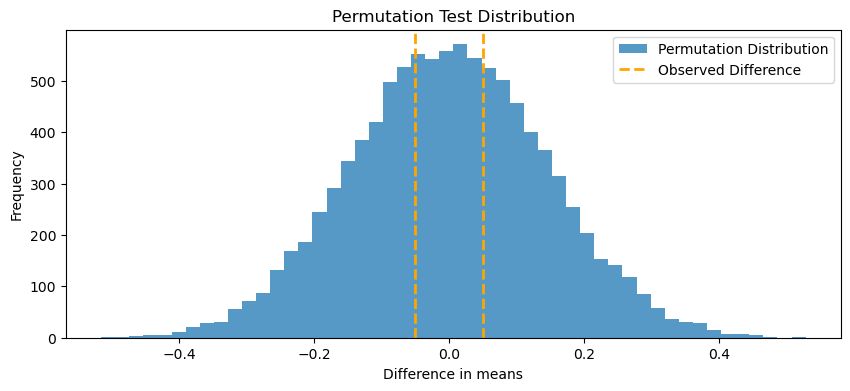 Permutation Test Distribution
Permutation Distribution
Observed Difference
Frequency
500
400
300
200
100
0
−0.4
−0.2
0.0
0.2
0.4
Difference in means